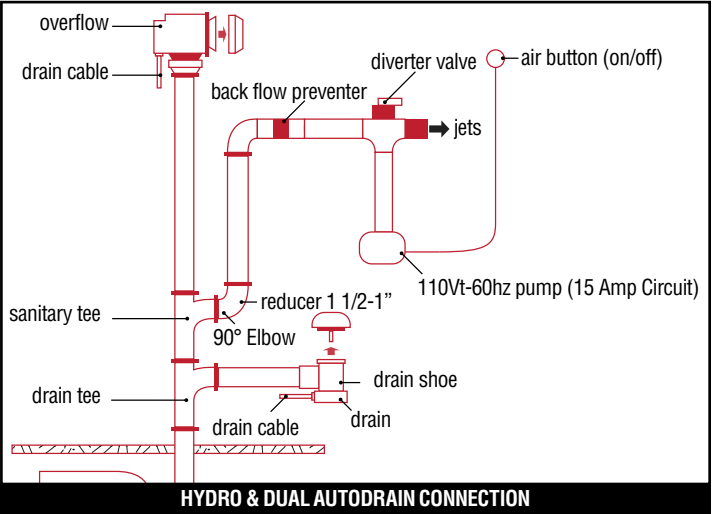 overflow
drain cable
back flow preventer
diverter valve
air button (on/off)
jets
110Vt-60hz pump (15 Amp Circuit)
sanitary tee
reducer 1 1/2-1”
90° Elbow
drain tee
drain shoe
drain cable
drain
HYDRO & DUAL AUTODRAIN CONNECTION